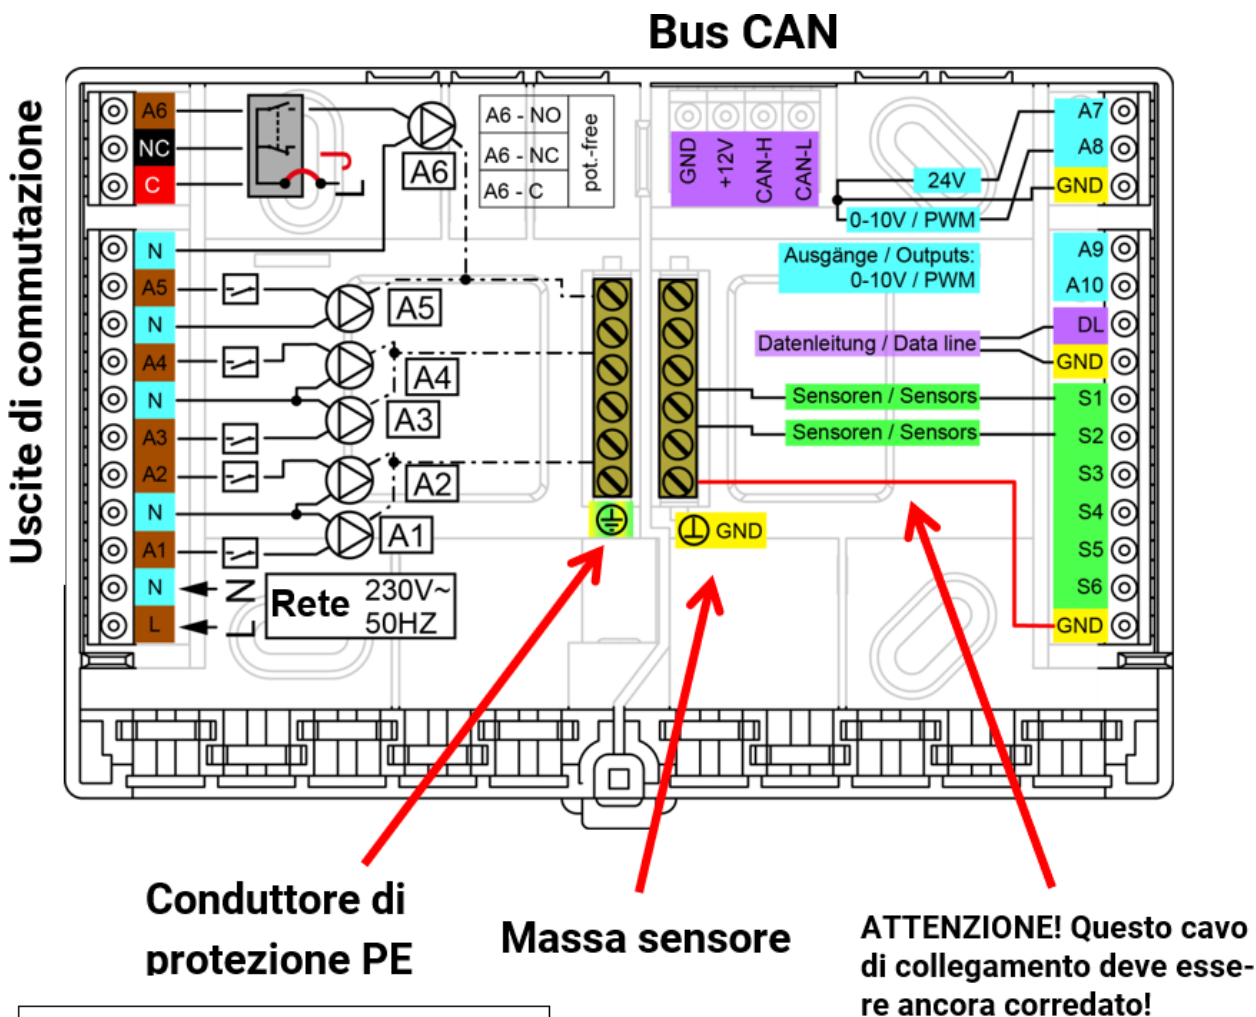 Bus CAN
Uscite di commutazione
A6
NC
C
N
A5
N
A4
N
A3
A2
N
A1
N
L
A6
A6 - NO
A6 - NC
A6 - C
pot.-free
A5
A4
A3
A2
A1
N
L
Rete 230V~
50HZ
GND
+12V
CAN-H
CAN-L
24V
0-10V / PWM
Ausgänge / Outputs:
0-10V / PWM
Datenleitung / Data line
Sensoren / Sensors
Sensoren / Sensors
GND
A7
A8
GND
A9
A10
DL
GND
S1
S2
S3
S4
S5
S6
GND
Conduttore di
protezione PE
Massa sensore
ATTENZIONE! Questo cavo
di collegamento deve esse-
re ancora corredato!